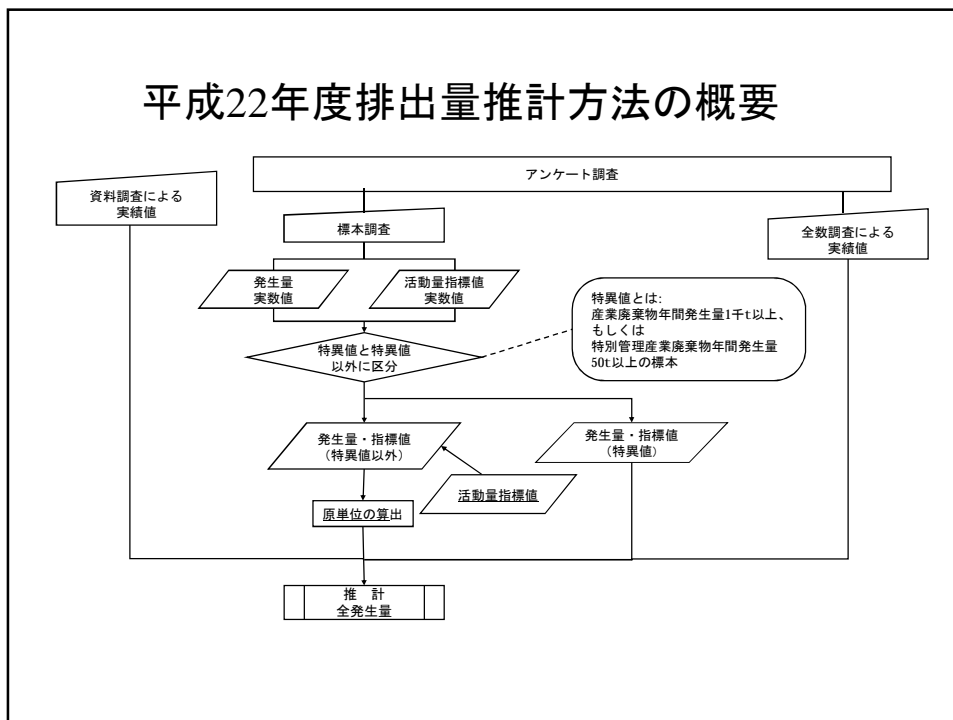 平成22年度排出量推計方法の概要
アンケート調査
資料調査による
実績値
標本調査
全数調査による
実績値
発生量
実数値
活動量指標値
実数値
特異値とは:
産業廃棄物年間発生量1千t以上、
もしくは
特別管理産業廃棄物年間発生量
50t以上の標本
特異値と特異値
以外に区分
発生量・指標値
(特異値以外)
発生量・指標値
(特異値)
活動量指標値
原単位の算出
推　計
全発生量